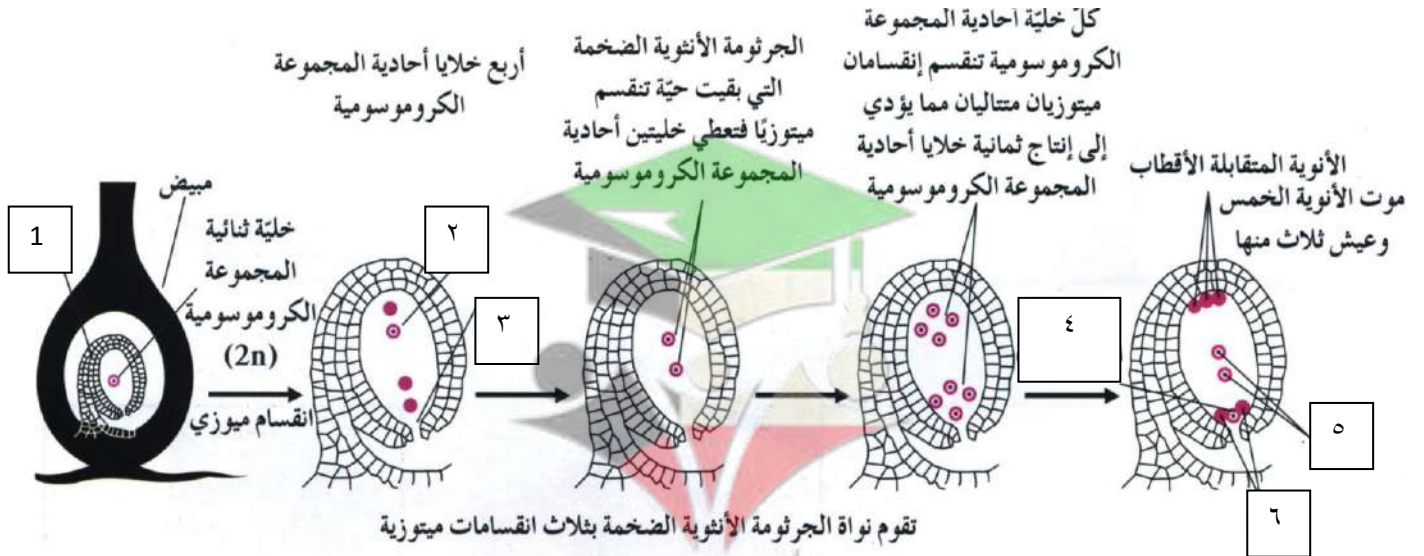 أربع خلايا أحادية المجموعة
الكروموسومية
الجرثومة الأنثوية الضخمة
التي بقيت حيّة تنقسم
ميتوزيًا فتعطي خليتين أحادية
المجموعة الكروموسومية
كلّ خليّة أحادية المجموعة
الكروموسومية تنقسم إنقسامان
ميتوزيان متتاليان مما يؤدي
إلى إنتاج ثمانية خلايا أحادية
المجموعة الكروموسومية
الأنوية المتقابلة الأقطاب
موت الأنوية الخمس
وعيش ثلاث منها
مبيض
1
خليّة ثنائية
المجموعة
الكروموسومية
(2n)
انقسام ميوزي
٢
٣
٤
٥
٦
تقوم نواة الجرثومة الأنثوية الضخمة بثلاث انقسامات ميتوزية